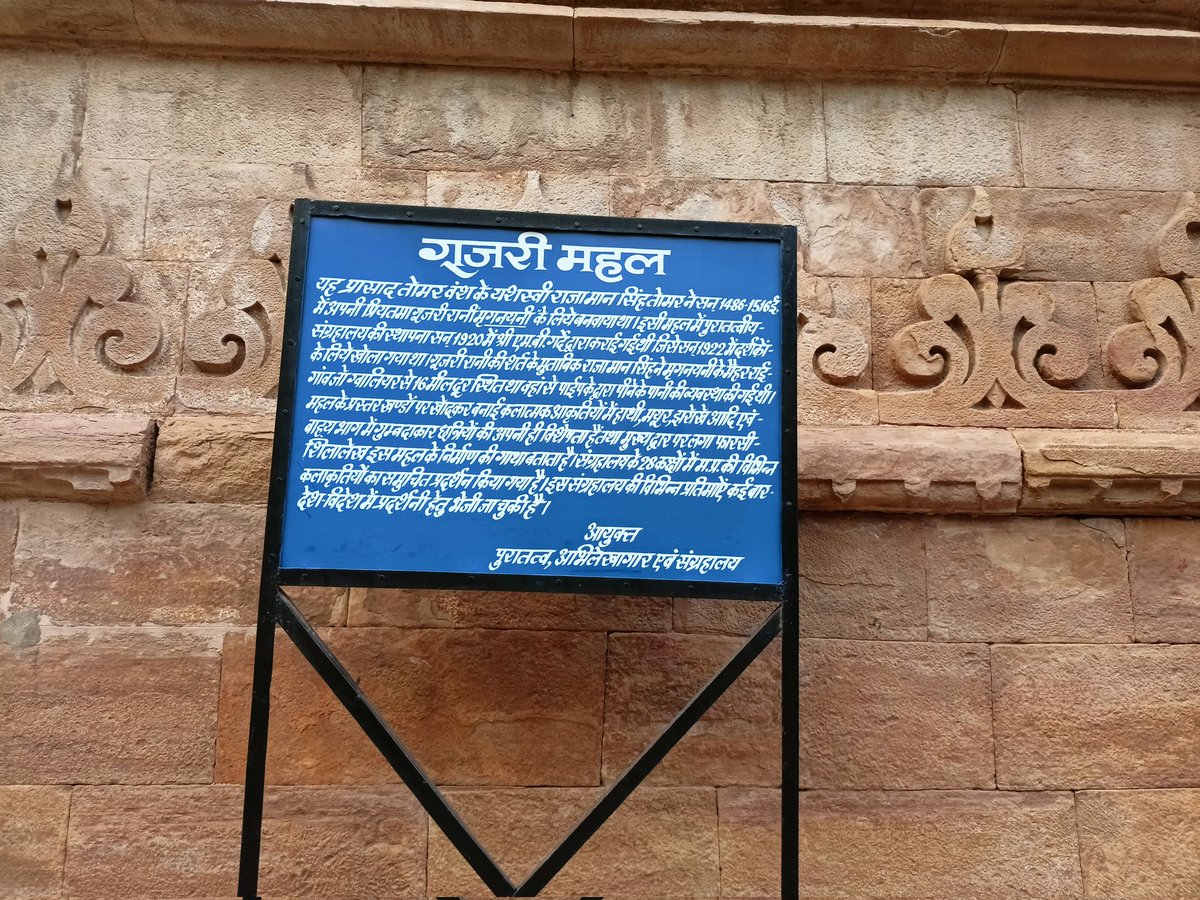 गूजरी महल
यह प्रासाद तोमर वंश के यशस्वी राजा मान सिंह तोमर ने सन् 1486-1516 ई.
में अपनी प्रियतमा गूजरी रानी मृगनयनी के लिये बनवाया था। इसी महल में पुरातत्वीय-
संग्रहालय की स्थापना सन् 1920 में श्री एम.बी. गर्दे द्वारा कराई गई थी जिसे सन् 1922 में दर्शकों-
के लिये खोला गया था। गूजरी रानी की शर्त के मुताबिक राजा मान सिंह ने मृगनयनी के मैहर राई
गांव जो ग्वालियर से 16 मील दूर स्थित था वहां से पाईप के द्वारा पीने के पानी की व्यवस्था की गई थी।
महल के प्रस्तर खण्डों पर खोदकर बनाई कलात्मक आकृतियों में हाथी, मयूर, झरोखे आदि एवं-
बाह्य भाग में गुम्बदाकार छत्रियों की अपनी ही विशेषता है तथा मुख्य द्वार पर लगा फारसी-
शिलालेख इस महल के निर्माण की गाथा बताता है। संग्रहालय के 28 कक्षों में म.प्र. की विभिन्न
कलाकृतियों का समुचित प्रदर्शन किया गया है। इस संग्रहालय की विभिन्न प्रतिमाऐं कई बार-
देश विदेश में प्रदर्शनी हेतु भेजी जा चुकी है।
आयुक्त
पुरातत्व, अभिलेखागार एवं संग्रहालय